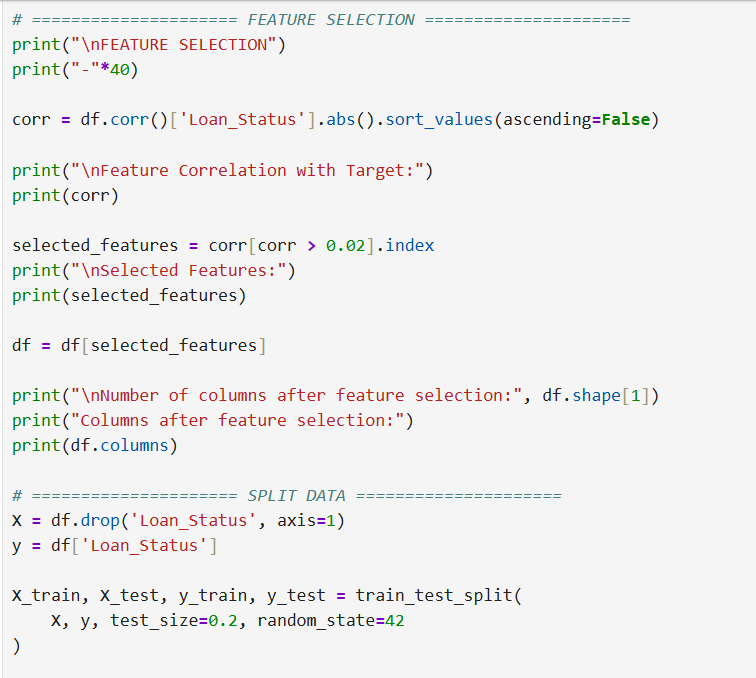 # ===================== FEATURE SELECTION =====================
print("\nFEATURE SELECTION")
print("-"*40)
corr = df.corr()['Loan_Status'].abs().sort_values(ascending=False)
print("\nFeature Correlation with Target:")
print(corr)
selected_features = corr[corr > 0.02].index
print("\nSelected Features:")
print(selected_features)
df = df[selected_features]
print("\nNumber of columns after feature selection:", df.shape[1])
print("Columns after feature selection:")
print(df.columns)
# ===================== SPLIT DATA =====================
X = df.drop('Loan_Status', axis=1)
y = df['Loan_Status']
X_train, X_test, y_train, y_test = train_test_split(
    X, y, test_size=0.2, random_state=42
)